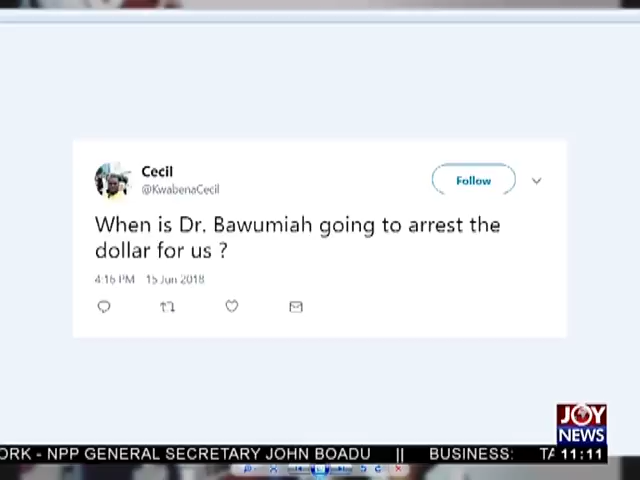 Cecil
@KwabenaCecil
Follow
When is Dr. Bawumiah going to arrest the
dollar for us ?
4:15 PM 15 Jun 2018
JOY
NEWS
ORK - NPP GENERAL SECRETARY JOHN BOADU || BUSINESS:
11:11